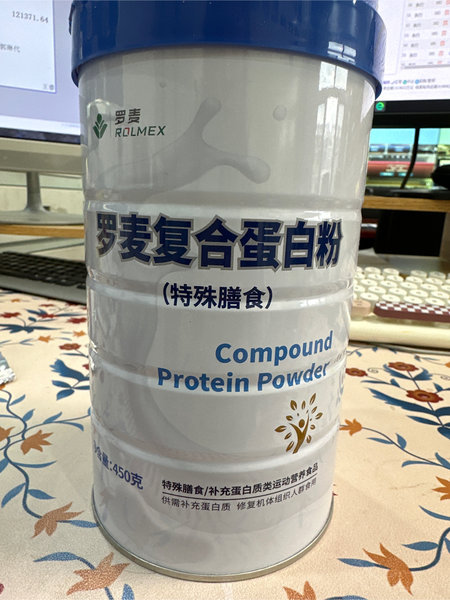 121371.64
罗麦
ROLMEX
罗麦复合蛋白粉
(特殊膳食)
Compound
Protein Powder
含量:450克
特殊膳食/补充蛋白质类运动营养食品
供需补充蛋白质 修复机体组织人群食用